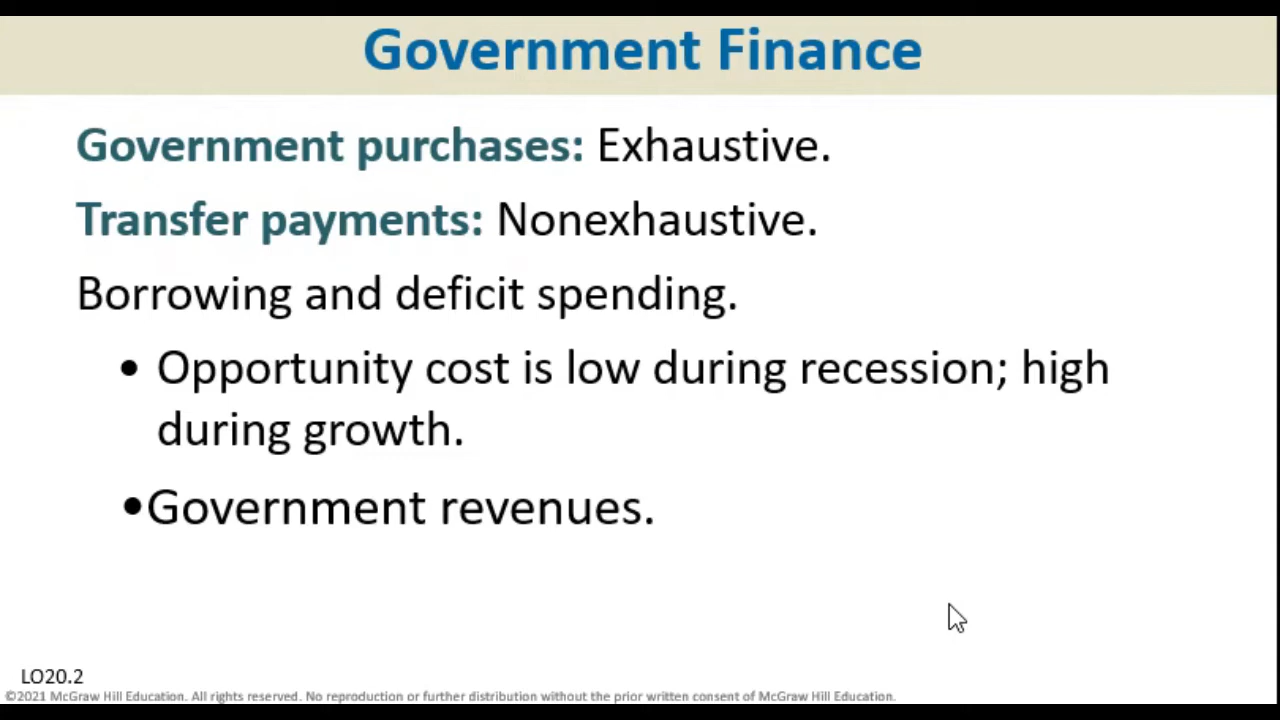 Government Finance
Government purchases: Exhaustive.
Transfer payments: Nonexhaustive.
Borrowing and deficit spending.
• Opportunity cost is low during recession; high
during growth.
•Government revenues.
LO20.2
©2021 McGraw Hill Education. All rights reserved. No reproduction or further distribution without the prior written consent of McGraw Hill Education.